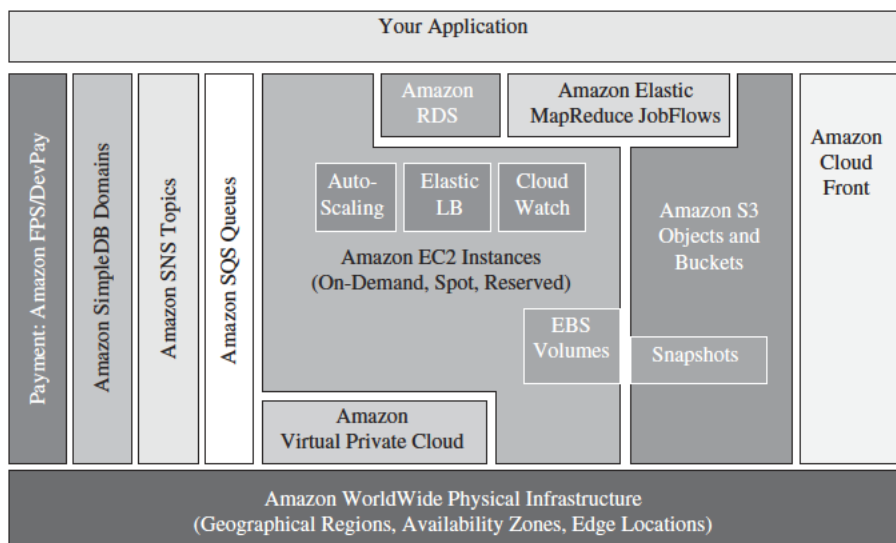 Your Application
Payment: Amazon FPS/DevPay
Amazon SimpleDB Domains
Amazon SNS Topics
Amazon SQS Queues
Amazon
RDS
Amazon Elastic
MapReduce JobFlows
Auto-
Scaling
Elastic
LB
Cloud
Watch
Amazon EC2 Instances
(On-Demand, Spot, Reserved)
EBS
Volumes
Amazon
Virtual Private Cloud
Amazon S3
Objects and
Buckets
Snapshots
Amazon
Cloud
Front
Amazon WorldWide Physical Infrastructure
(Geographical Regions, Availability Zones, Edge Locations)